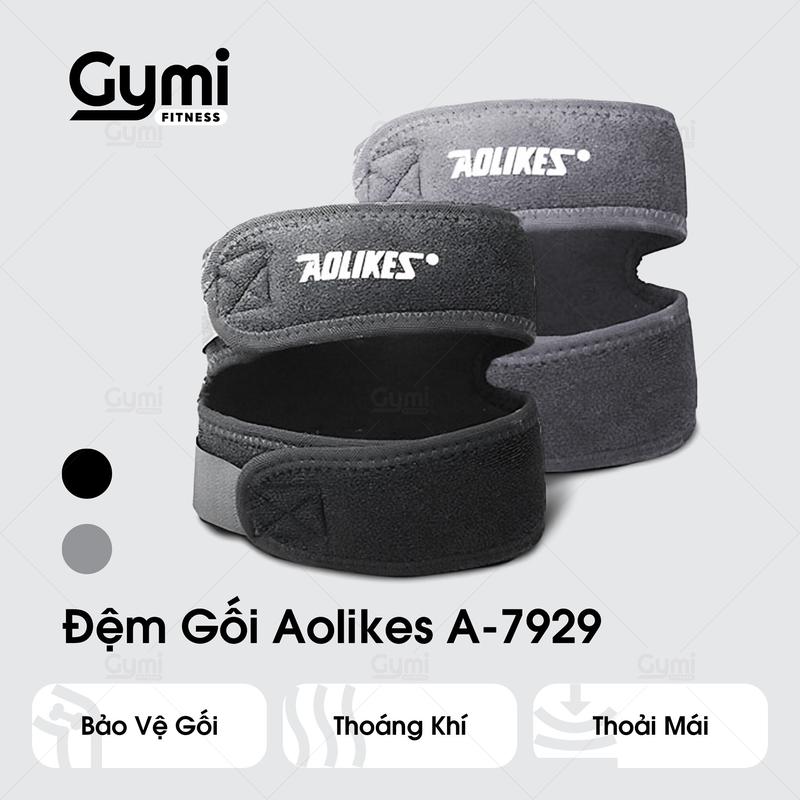 Gymi
FITNESS
AOLIKES
AOLIKES
Đệm Gối Aolikes A-7929
Bảo Vệ Gối
Thoáng Khí
Thoải Mái